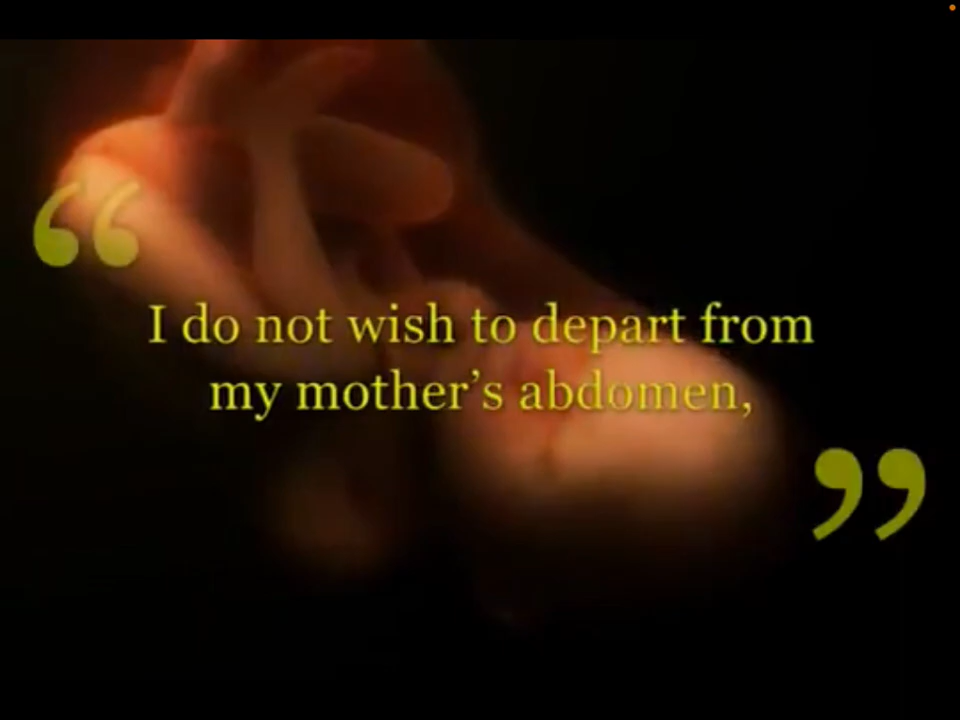 “
I do not wish to depart from
my mother’s abdomen,
”